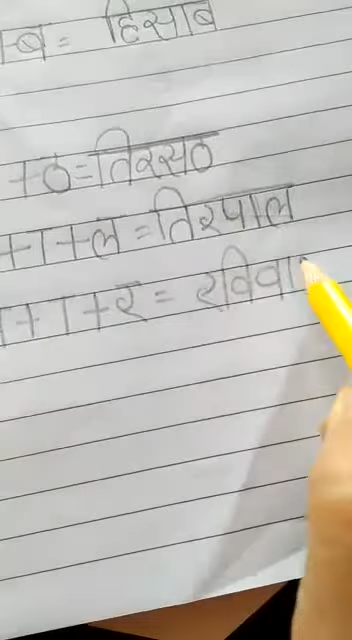 ब = हिसाब
+ठ=तिरसठ
+ा+ल=तिरपाल
+ा+र= रविवा